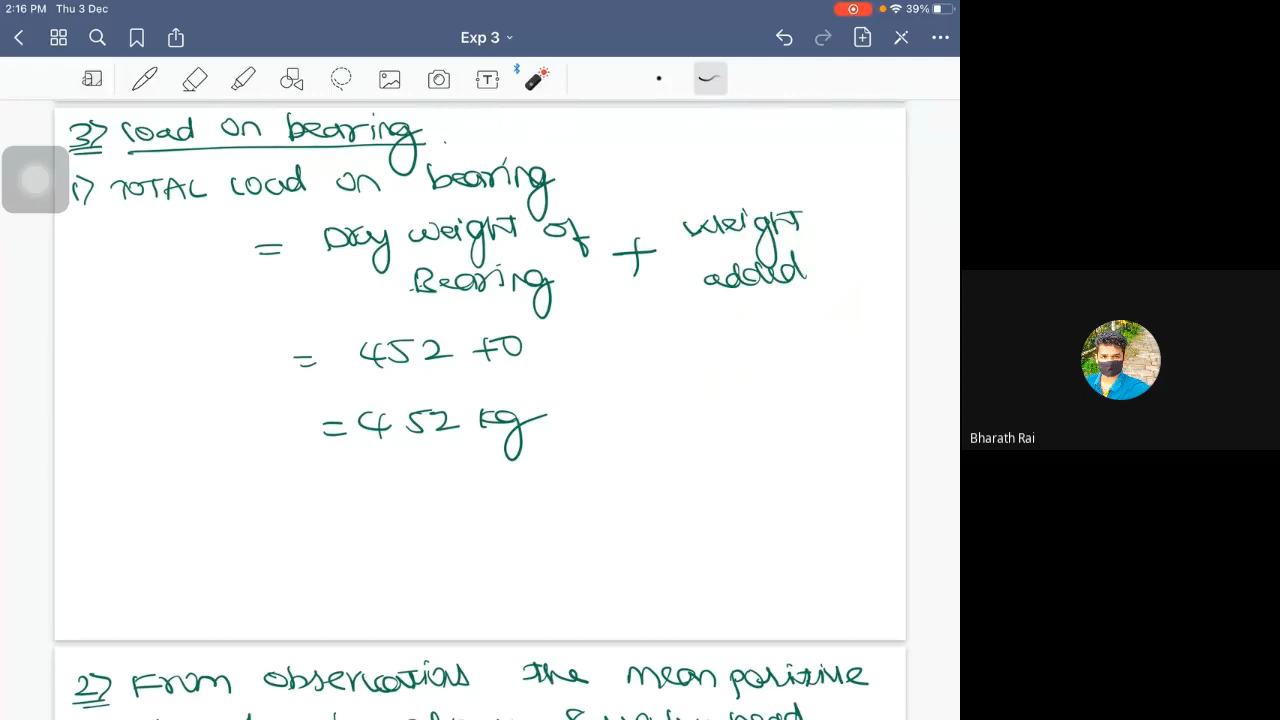 2:16 PM Thu 3 Dec
39%
Exp 3
3) Load on bearing
1) TOTAL Load on bearing
= Dry weight of Bearing + Weight added
= 452 + 0
= 452 kg
2) From observations the mean positive
Bharath Rai